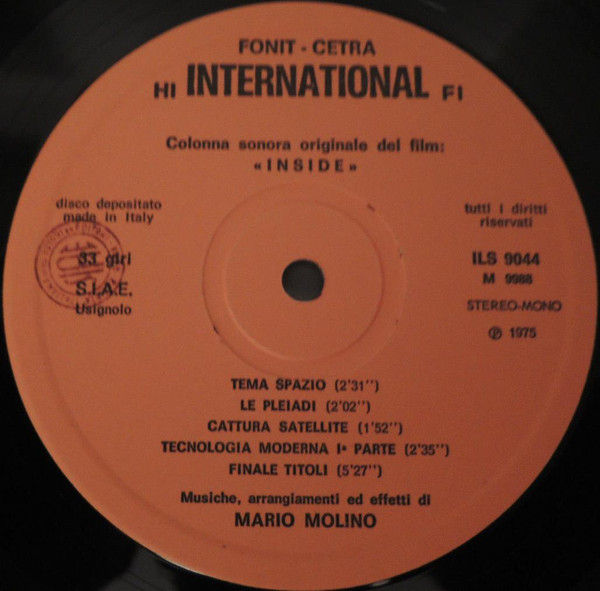 FONIT - CETRA
HI INTERNATIONAL FI
Colonna sonora originale del film:
«INSIDE»
disco depositato
made in Italy
tutti i diritti
riservati
33 giri
S.I.A.E.
Usignolo
ILS 9044
M 9988
STEREO-MONO
℗ 1975
TEMA SPAZIO (2'31'')
LE PLEIADI (2'02'')
CATTURA SATELLITE (1'52'')
TECNOLOGIA MODERNA Iª PARTE (2'35'')
FINALE TITOLI (5'27'')
Musiche, arrangiamenti ed effetti di
MARIO MOLINO